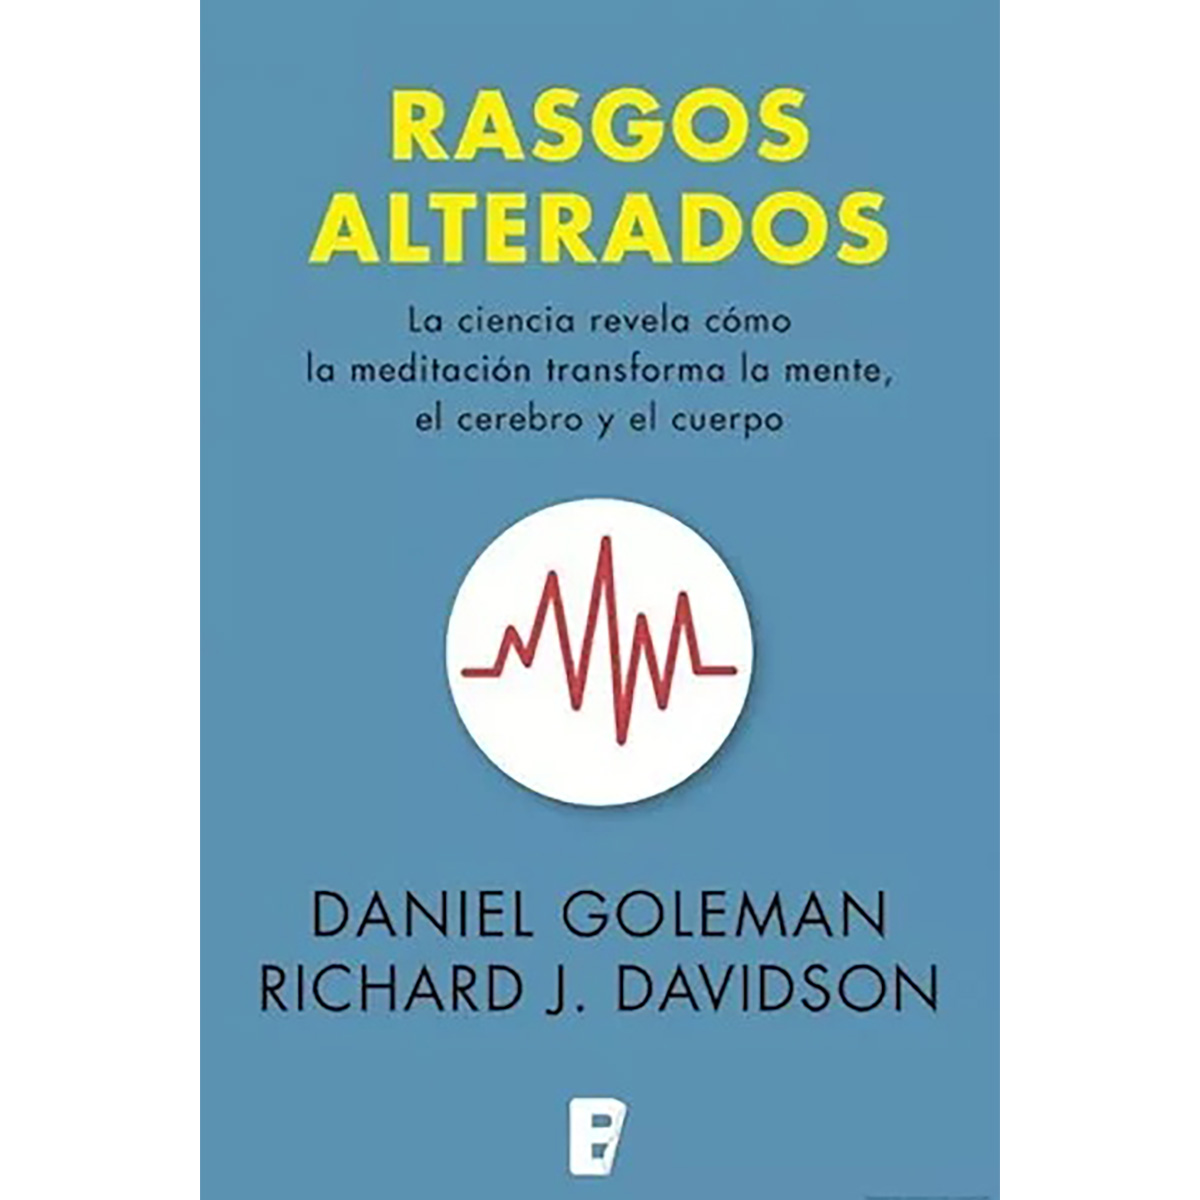 RASGOS
ALTERADOS
La ciencia revela cómo
la meditación transforma la mente,
el cerebro y el cuerpo
DANIEL GOLEMAN
RICHARD J. DAVIDSON
B